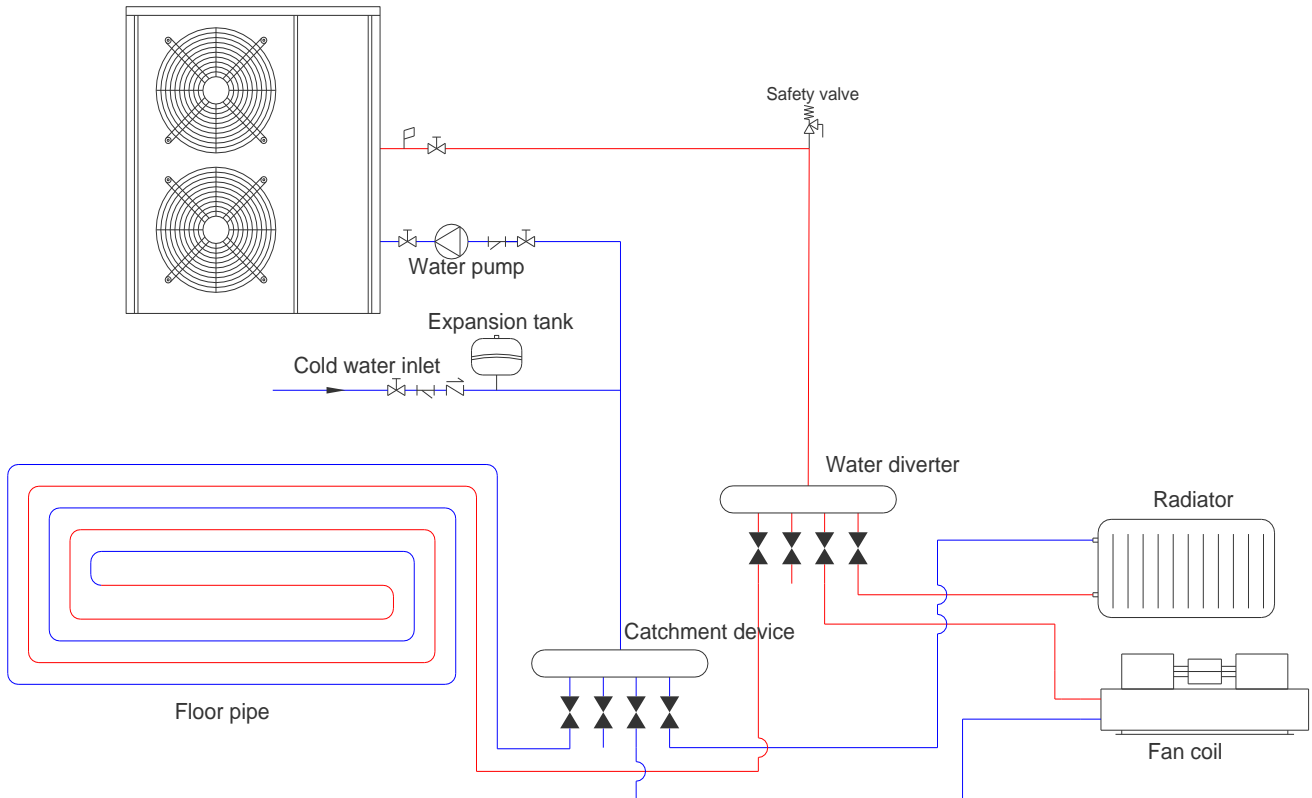 Safety valve
Water pump
Expansion tank
Cold water inlet
Water diverter
Radiator
Catchment device
Floor pipe
Fan coil